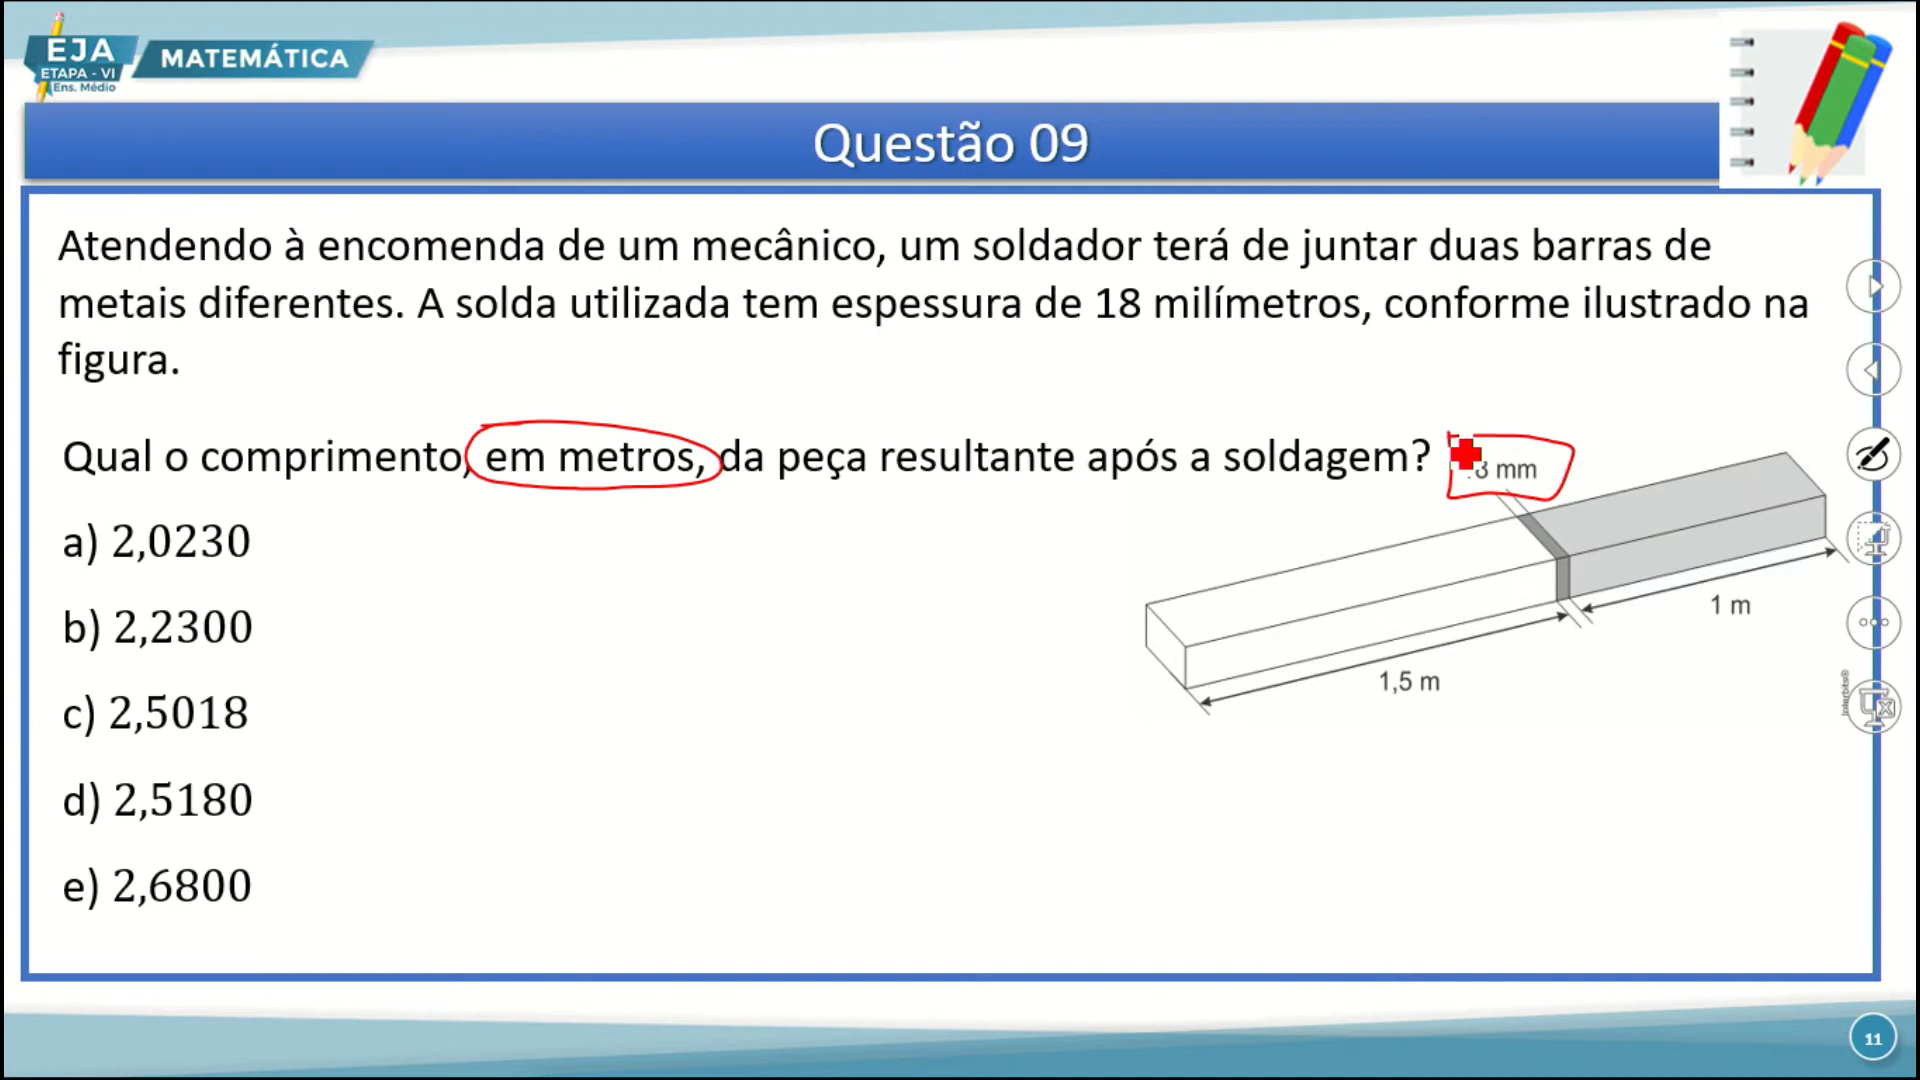 EJA
ETAPA - VI
Ens. Médio
MATEMÁTICA
Questão 09
Atendendo à encomenda de um mecânico, um soldador terá de juntar duas barras de
metais diferentes. A solda utilizada tem espessura de 18 milímetros, conforme ilustrado na
figura.
Qual o comprimento, em metros, da peça resultante após a soldagem?
8 mm
1 m
1,5 m
Interbits®
a) 2,0230
b) 2,2300
c) 2,5018
d) 2,5180
e) 2,6800
11